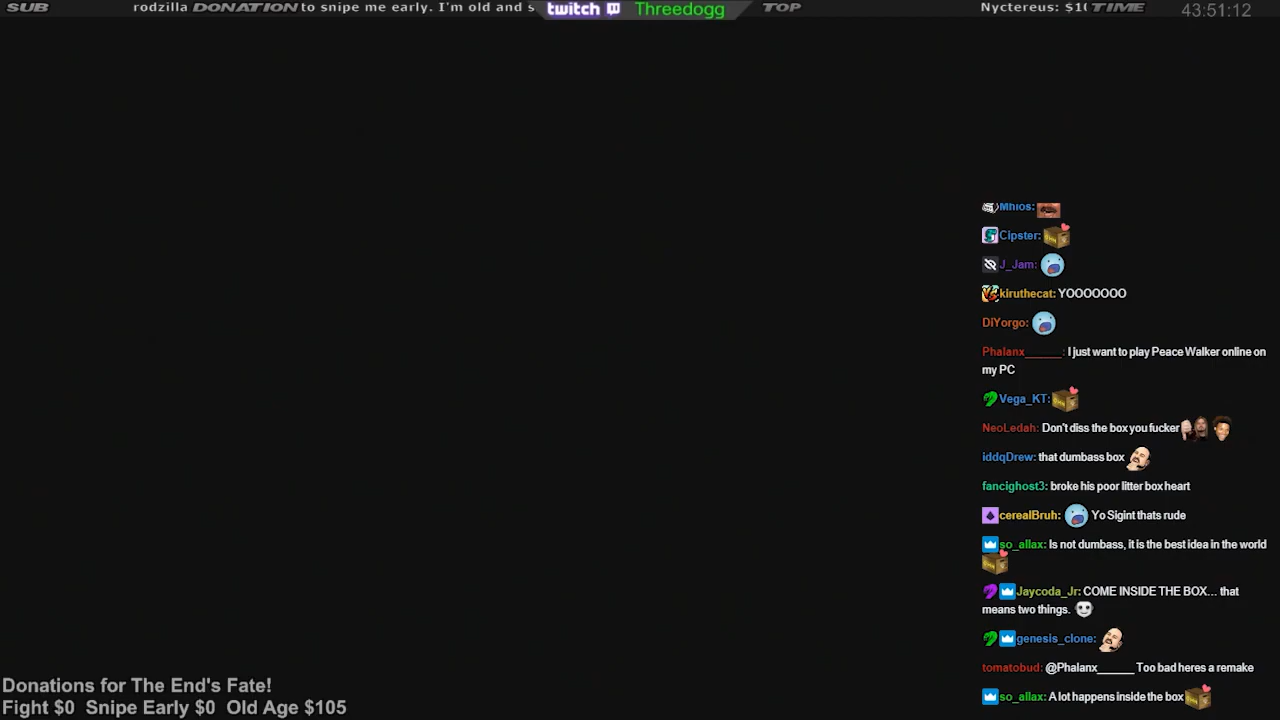 SUB rodzilla DONATION to snipe me early. I'm old and s twitch Threedogg TOP Nyctereus: $1( TIME 43:51:12
Mhios:
Cipster:
J_Jam:
kiruthecat: YOOOOOOO
DIYorgo:
Phalanx______: I just want to play Peace Walker online on
my PC
Vega_KT:
NeoLedah: Don't diss the box you fucker
iddqDrew: that dumbass box
fancighost3: broke his poor litter box heart
cerealBruh: Yo Sigint thats rude
so_allax: Is not dumbass, it is the best idea in the world
Jaycoda_Jr: COME INSIDE THE BOX... that
means two things.
genesis_clone:
tomatobud: @Phalanx______ Too bad heres a remake
so_allax: A lot happens inside the box
Donations for The End's Fate!
Fight $0 Snipe Early $0 Old Age $105